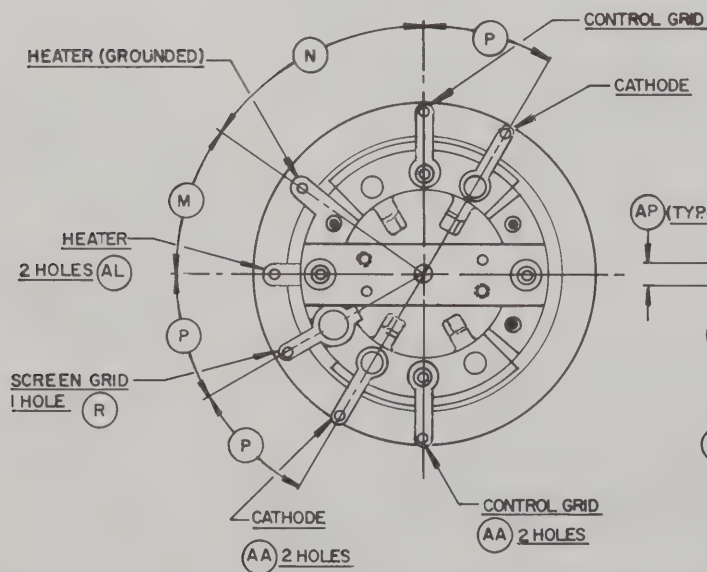 CONTROL GRID
N
P
HEATER (GROUNDED)
CATHODE
M
AP (TYP.
HEATER
2 HOLES AL
P
SCREEN GRID
1 HOLE R
P
CONTROL GRID
AA 2 HOLES
CATHODE
AA 2 HOLES